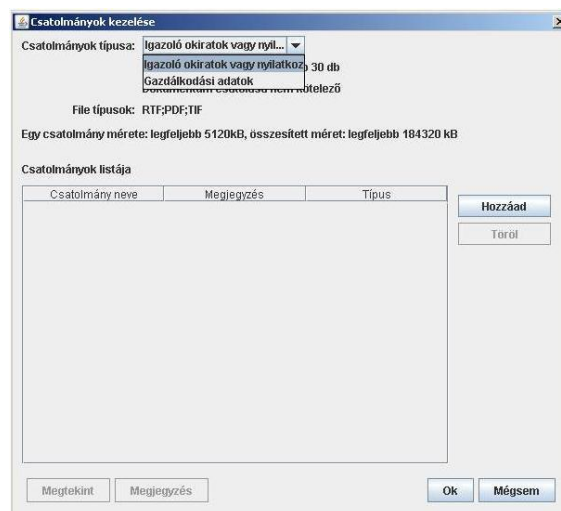 Csatolmányok kezelése
Csatolmányok típusa: Igazoló okiratok vagy nyil...
Igazoló okiratok vagy nyilatkoz
30 db
Gazdálkodási adatok
kötelező
File típusok: RTF;PDF;TIF
Egy csatolmány mérete: legfeljebb 5120kB, összesített méret: legfeljebb 184320 kB
Csatolmányok listája
Csatolmány neve Megjegyzés Típus
Hozzáad
Töröl
Megtekint Megjegyzés Ok Mégsem